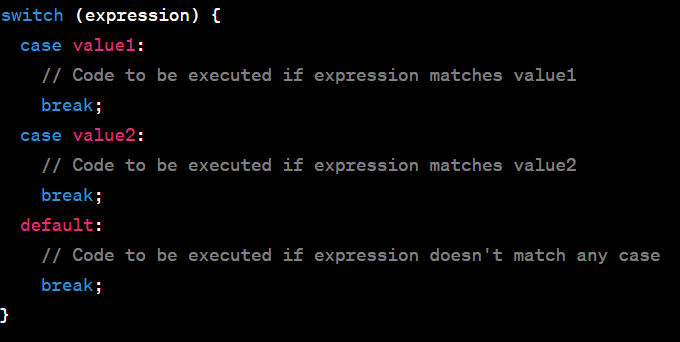 switch (expression) {
  case value1:
    // Code to be executed if expression matches value1
    break;
  case value2:
    // Code to be executed if expression matches value2
    break;
  default:
    // Code to be executed if expression doesn't match any case
    break;
}